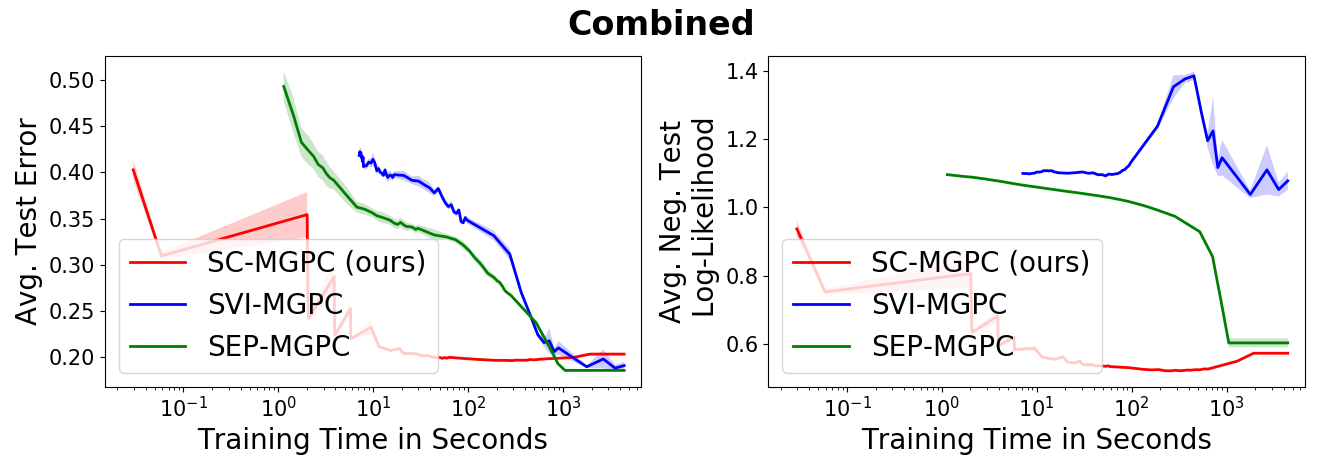 Combined
Avg. Test Error
0.50
0.45
0.40
0.35
0.30
0.25
0.20
SC-MGPC (ours)
SVI-MGPC
SEP-MGPC
10⁻¹
10⁰
10¹
10²
10³
Training Time in Seconds
Avg. Neg. Test
Log-Likelihood
1.4
1.2
1.0
0.8
0.6
SC-MGPC (ours)
SVI-MGPC
SEP-MGPC
10⁻¹
10⁰
10¹
10²
10³
Training Time in Seconds